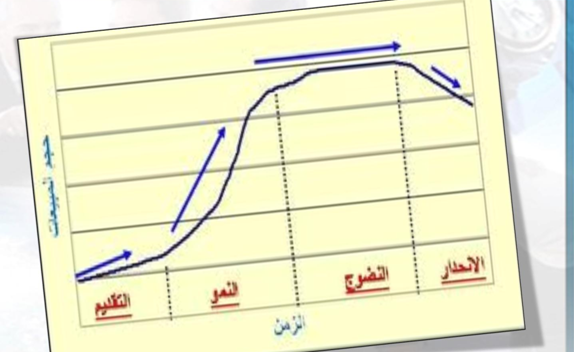 حجم المبيعات
التقديم
النمو
النضوج
الانحدار
الزمن